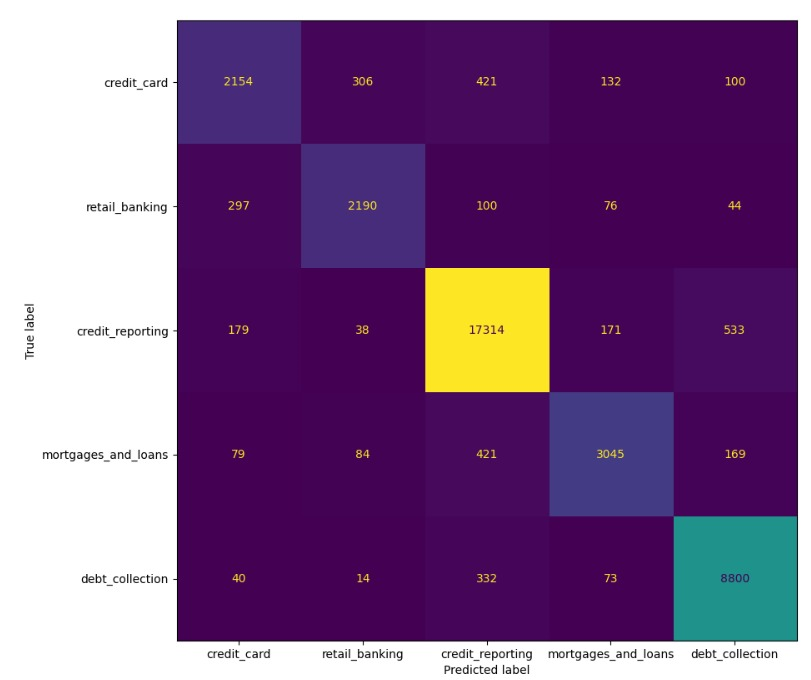 credit_card 2154 306 421 132 100
retail_banking 297 2190 100 76 44
True label
credit_reporting 179 38 17314 171 533
mortgages_and_loans 79 84 421 3045 169
debt_collection 40 14 332 73 8800
credit_card retail_banking credit_reporting mortgages_and_loans debt_collection
Predicted label